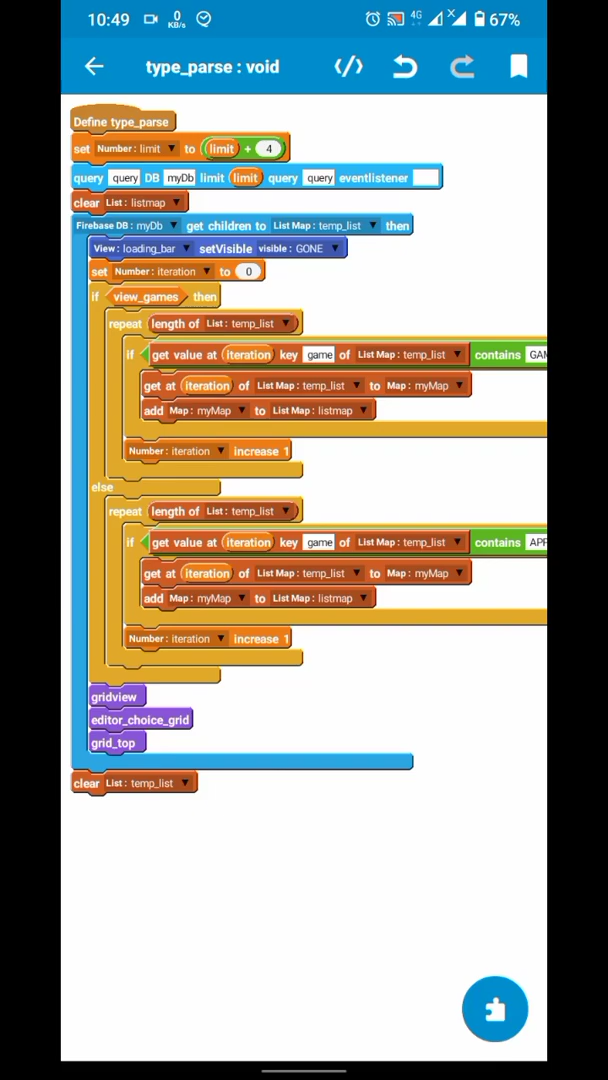 10:49 0 KB/s 4G X 67%
type_parse : void </>
Define type_parse
set Number: limit to limit + 4
query query DB myDb limit limit query query eventlistener
clear List: listmap
Firebase DB: myDb get children to List Map: temp_list then
View: loading_bar setVisible visible: GONE
set Number: iteration to 0
if view_games then
repeat length of List: temp_list
if get value at iteration key game of List Map: temp_list contains GAM
get at iteration of List Map: temp_list to Map: myMap
add Map: myMap to List Map: listmap
Number: iteration increase 1
else
repeat length of List: temp_list
if get value at iteration key game of List Map: temp_list contains APP
get at iteration of List Map: temp_list to Map: myMap
add Map: myMap to List Map: listmap
Number: iteration increase 1
gridview
editor_choice_grid
grid_top
clear List: temp_list